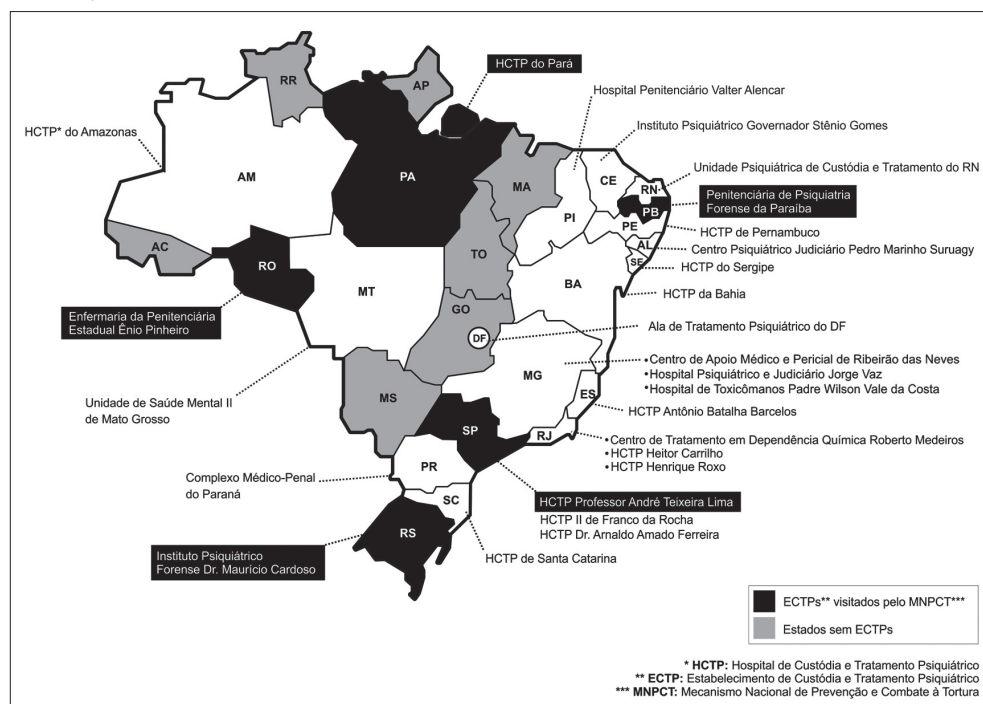 HCTP do Pará
RR
AP
Hospital Penitenciário Valter Alencar
HCTP* do Amazonas
Instituto Psiquiátrico Governador Stênio Gomes
Unidade Psiquiátrica de Custódia e Tratamento do RN
AM
PA
MA
CE
RN
Penitenciária de Psiquiatria
Forense da Paraíba
PI
PB
PE
HCTP de Pernambuco
AC
AL
Centro Psiquiátrico Judiciário Pedro Marinho Suruagy
TO
SE
HCTP do Sergipe
RO
BA
MT
HCTP da Bahia
Enfermaria da Penitenciária
Estadual Ênio Pinheiro
GO
DF
Ala de Tratamento Psiquiátrico do DF
• Centro de Apoio Médico e Pericial de Ribeirão das Neves
• Hospital Psiquiátrico e Judiciário Jorge Vaz
• Hospital de Toxicômanos Padre Wilson Vale da Costa
MG
ES
MS
Unidade de Saúde Mental II
de Mato Grosso
HCTP Antônio Batalha Barcelos
SP
RJ
• Centro de Tratamento em Dependência Química Roberto Medeiros
• HCTP Heitor Carrilho
• HCTP Henrique Roxo
PR
Complexo Médico-Penal
do Paraná
SC
HCTP Professor André Teixeira Lima
HCTP II de Franco da Rocha
HCTP Dr. Arnaldo Amado Ferreira
RS
Instituto Psiquiátrico
Forense Dr. Maurício Cardoso
HCTP de Santa Catarina
ECTPs** visitados pelo MNPCT***
Estados sem ECTPs
* HCTP: Hospital de Custódia e Tratamento Psiquiátrico
** ECTP: Estabelecimento de Custódia e Tratamento Psiquiátrico
*** MNPCT: Mecanismo Nacional de Prevenção e Combate à Tortura